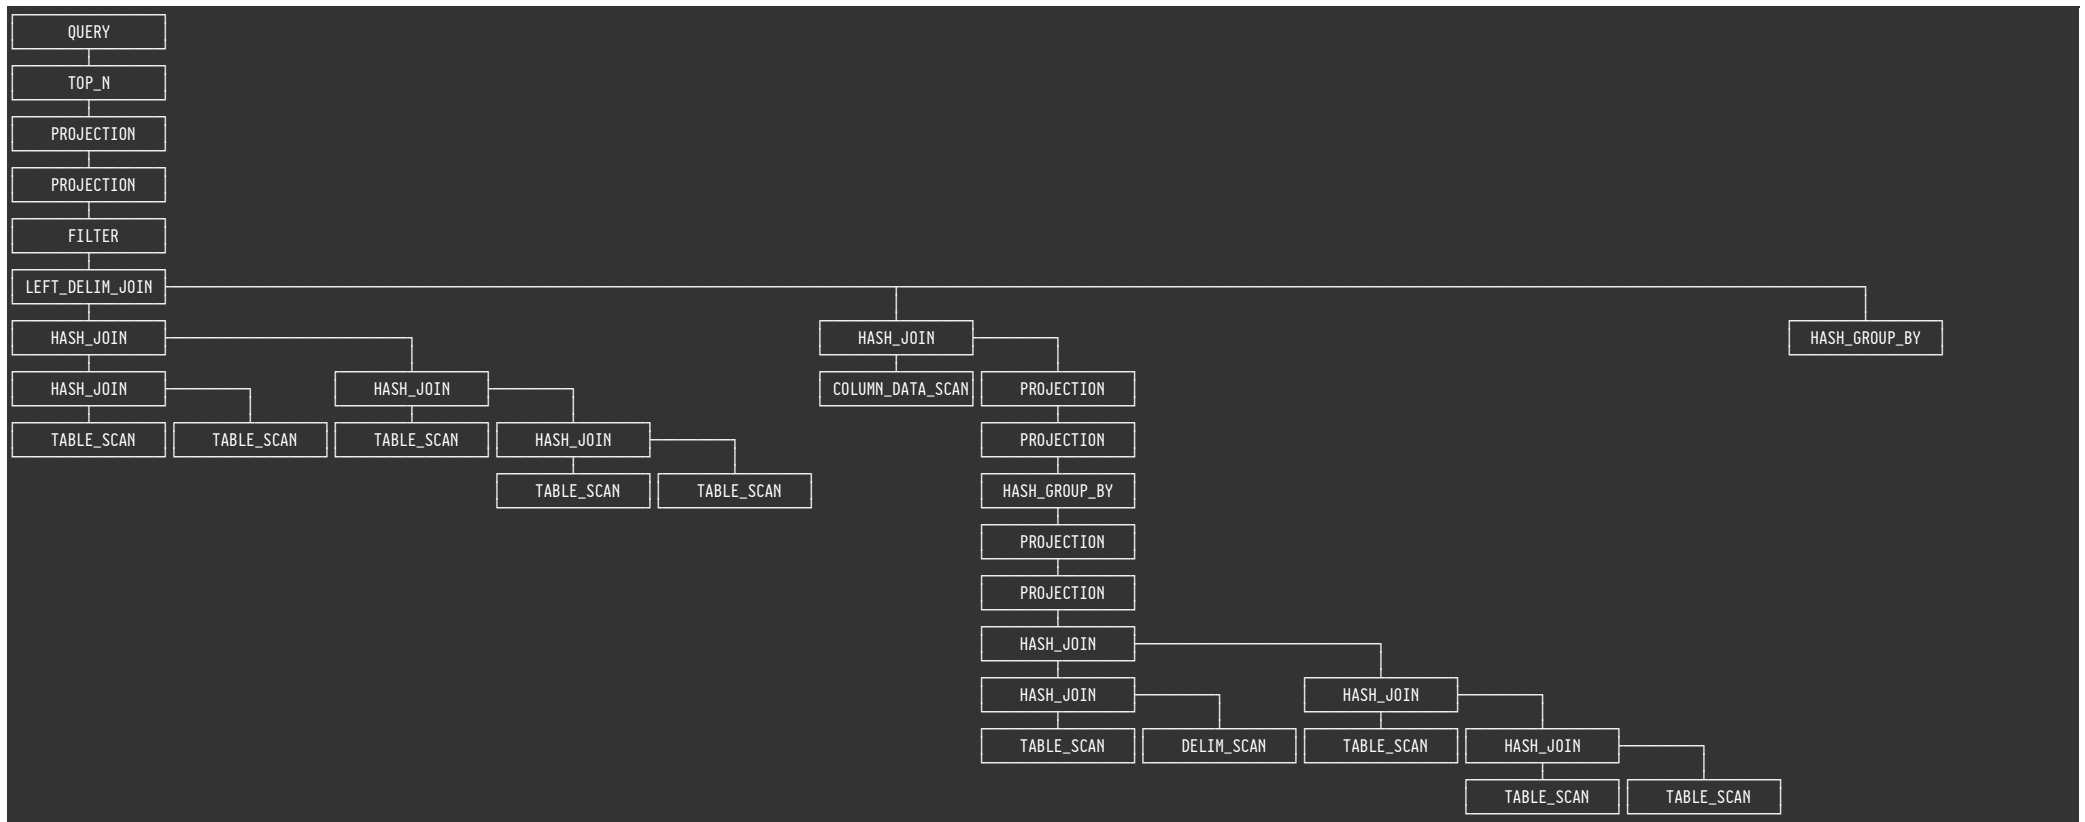 QUERY
TOP_N
PROJECTION
PROJECTION
FILTER
LEFT_DELIM_JOIN
HASH_JOIN HASH_JOIN HASH_GROUP_BY
HASH_JOIN HASH_JOIN COLUMN_DATA_SCAN PROJECTION
TABLE_SCAN TABLE_SCAN TABLE_SCAN HASH_JOIN PROJECTION
TABLE_SCAN TABLE_SCAN HASH_GROUP_BY
PROJECTION
PROJECTION
HASH_JOIN
HASH_JOIN HASH_JOIN
TABLE_SCAN DELIM_SCAN TABLE_SCAN HASH_JOIN
TABLE_SCAN TABLE_SCAN